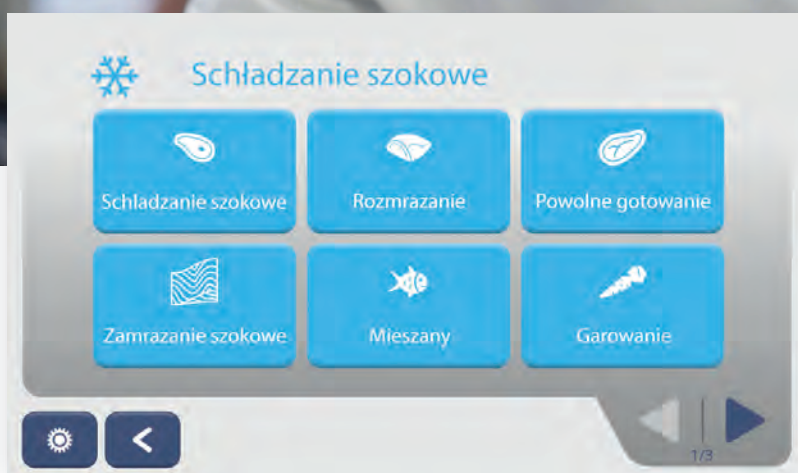 Schładzanie szokowe
Schladzanie szokowe
Rozmrazanie
Powolne gotowanie
Zamrazanie szokowe
Mieszany
Garowanie
1/3